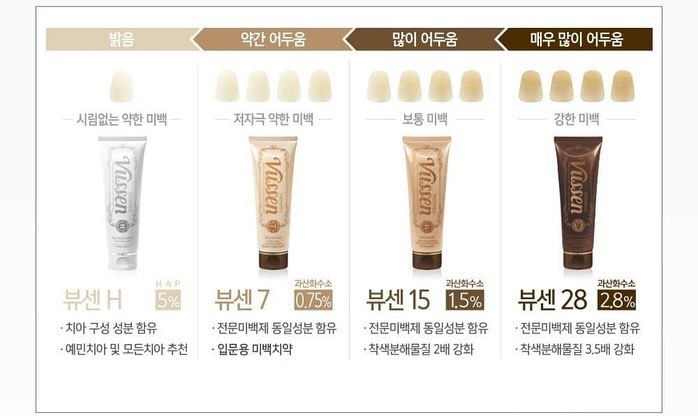 밝음
약간 어두움
많이 어두움
매우 많이 어두움
시림없는 약한 미백
저자극 약한 미백
보통 미백
강한 미백
Vussen
H
Vussen
7
Vussen
Vussen
뷰센 H
HAP
5%
· 치아 구성 성분 함유
· 예민치아 및 모든치아 추천
뷰센 7
과산화수소
0.75%
· 전문미백제 동일성분 함유
· 입문용 미백치약
뷰센 15
과산화수소
1.5%
· 전문미백제 동일성분 함유
· 착색분해물질 2배 강화
뷰센 28
과산화수소
2.8%
· 전문미백제 동일성분 함유
· 착색분해물질 3.5배 강화